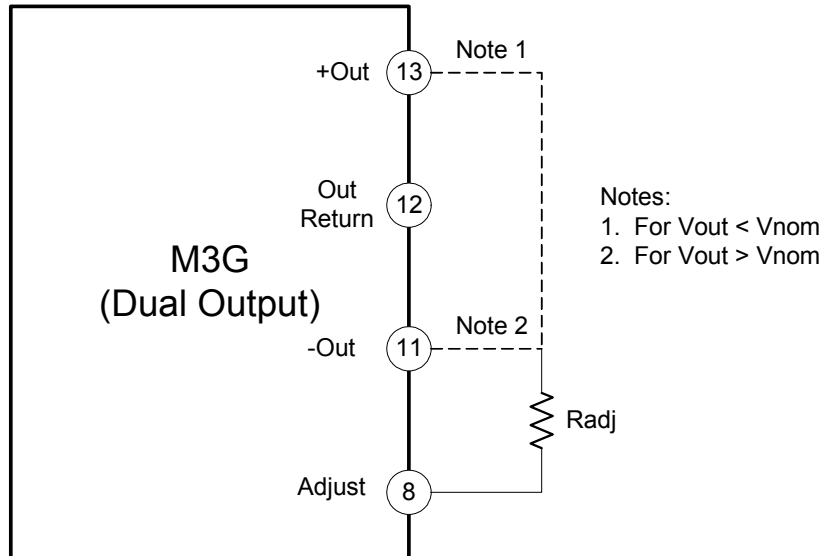 +Out
13
Note 1
Out
Return
12
Notes:
1. For Vout < Vnom
2. For Vout > Vnom
M3G
(Dual Output)
-Out
11
Note 2
Radj
Adjust
8